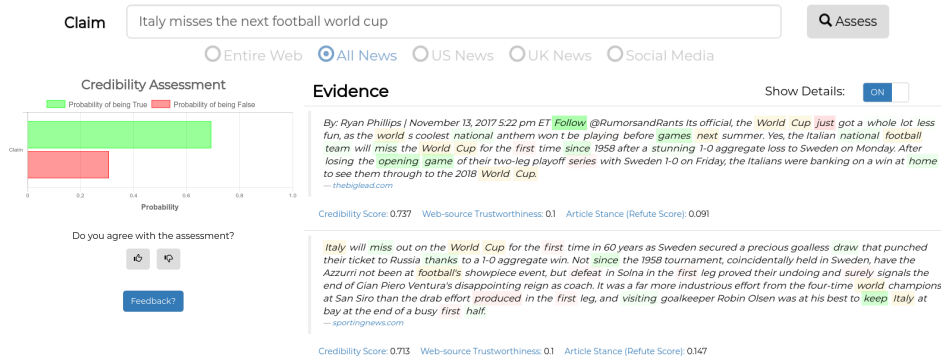 Claim
Italy misses the next football world cup
Assess
Entire Web All News US News UK News Social Media
Credibility Assessment
Probability of being True Probability of being False
Claim
0 0.2 0.4 0.6 0.8 1.0
Probability
Do you agree with the assessment?
Feedback?
Evidence
Show Details: ON
By: Ryan Phillips | November 13, 2017 5:22 pm ET Follow @RumorsandRants Its official, the World Cup just got a whole lot less
fun, as the world s coolest national anthem won t be playing before games next summer. Yes, the Italian national football
team will miss the World Cup for the first time since 1958 after a stunning 1-0 aggregate loss to Sweden on Monday. After
losing the opening game of their two-leg playoff series with Sweden 1-0 on Friday, the Italians were banking on a win at home
to see them through to the 2018 World Cup.
— thebiglead.com
Credibility Score: 0.737 Web-source Trustworthiness: 0.1 Article Stance (Refute Score): 0.091
Italy will miss out on the World Cup for the first time in 60 years as Sweden secured a precious goalless draw that punched
their ticket to Russia thanks to a 1-0 aggregate win. Not since the 1958 tournament, coincidentally held in Sweden, have the
Azzurri not been at football's showpiece event, but defeat in Solna in the first leg proved their undoing and surely signals the
end of Gian Piero Ventura's disappointing reign as coach. It was a far more industrious effort from the four-time world champions
at San Siro than the drab effort produced in the first leg, and visiting goalkeeper Robin Olsen was at his best to keep Italy at
bay at the end of a busy first half.
— sportingnews.com
Credibility Score: 0.713 Web-source Trustworthiness: 0.1 Article Stance (Refute Score): 0.147